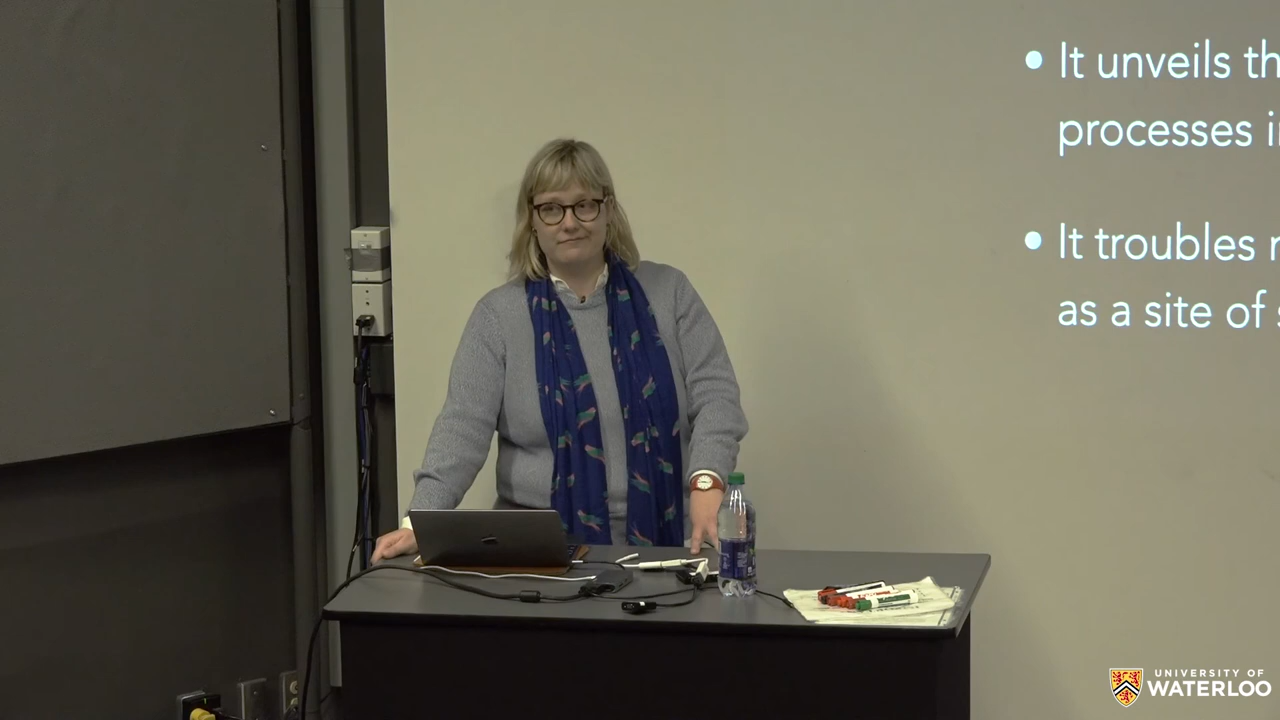 • It unveils th
processes i
• It troubles r
as a site of s
UNIVERSITY OF
WATERLOO